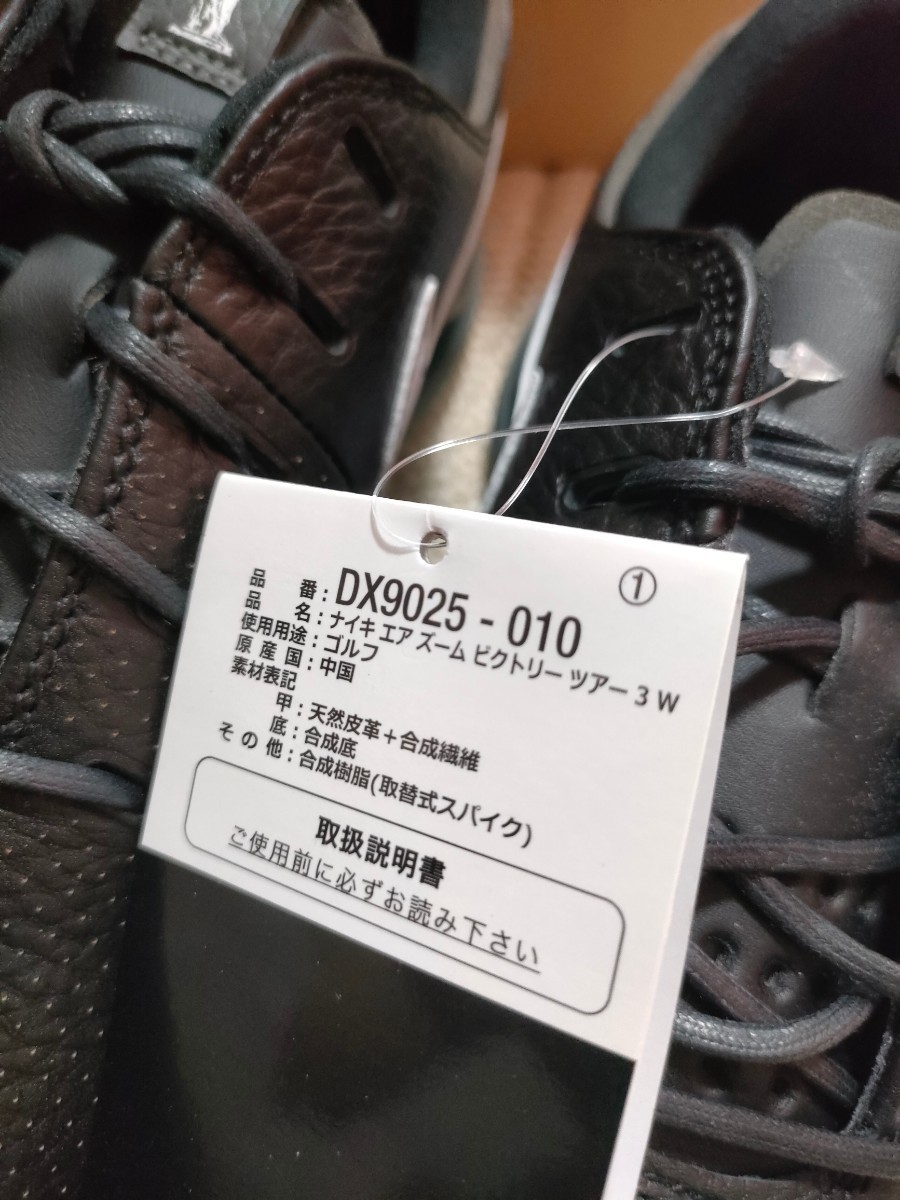 ①
品番：DX9025 - 010
品名：ナイキ エア ズーム ビクトリー ツアー 3 W
使用用途：ゴルフ
原産国：中国
素材表記
甲：天然皮革＋合成繊維
底：合成底
その他：合成樹脂(取替式スパイク)
取扱説明書
ご使用前に必ずお読み下さい